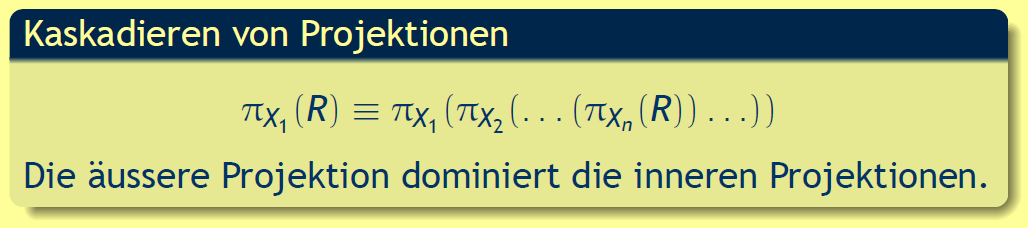 Kaskadieren von Projektionen
π_{X_1}(R) ≡ π_{X_1}(π_{X_2}(…(π_{X_n}(R))…))
Die äussere Projektion dominiert die inneren Projektionen.